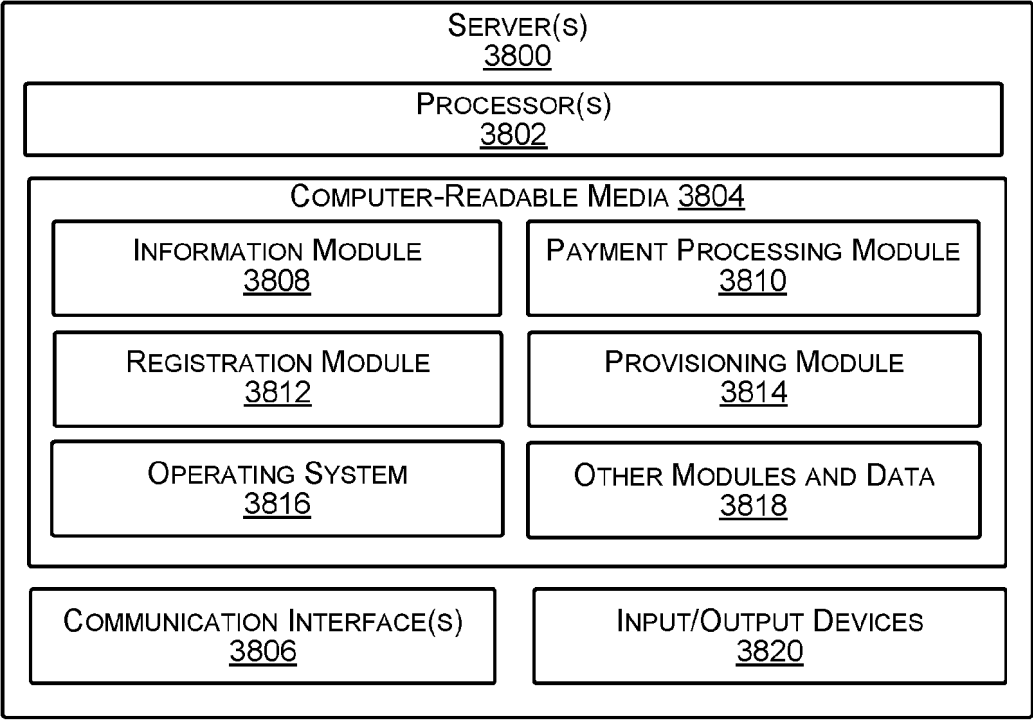 SERVER(S)
3800
PROCESSOR(S)
3802
COMPUTER-READABLE MEDIA 3804
INFORMATION MODULE
3808
PAYMENT PROCESSING MODULE
3810
REGISTRATION MODULE
3812
PROVISIONING MODULE
3814
OPERATING SYSTEM
3816
OTHER MODULES AND DATA
3818
COMMUNICATION INTERFACE(S)
3806
INPUT/OUTPUT DEVICES
3820